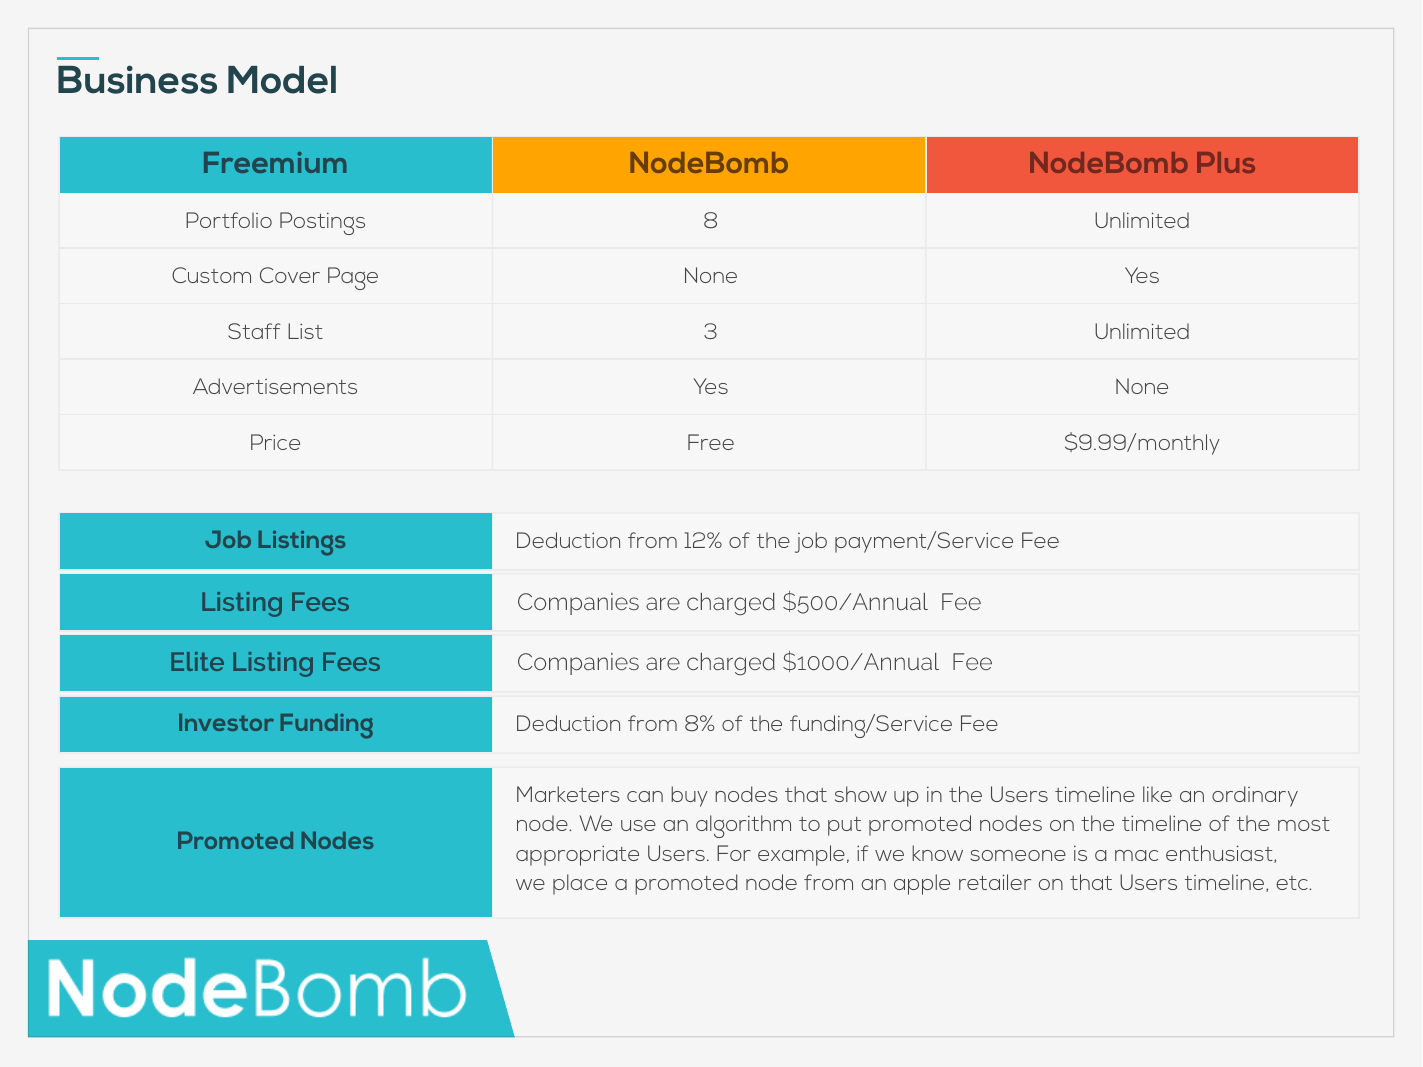 Business Model
Freemium NodeBomb NodeBomb Plus
Portfolio Postings 8 Unlimited
Custom Cover Page None Yes
Staff List 3 Unlimited
Advertisements Yes None
Price Free $9.99/monthly
Job Listings Deduction from 12% of the job payment/Service Fee
Listing Fees Companies are charged $500/Annual Fee
Elite Listing Fees Companies are charged $1000/Annual Fee
Investor Funding Deduction from 8% of the funding/Service Fee
Promoted Nodes
Marketers can buy nodes that show up in the Users timeline like an ordinary
node. We use an algorithm to put promoted nodes on the timeline of the most
appropriate Users. For example, if we know someone is a mac enthusiast,
we place a promoted node from an apple retailer on that Users timeline, etc.
NodeBomb